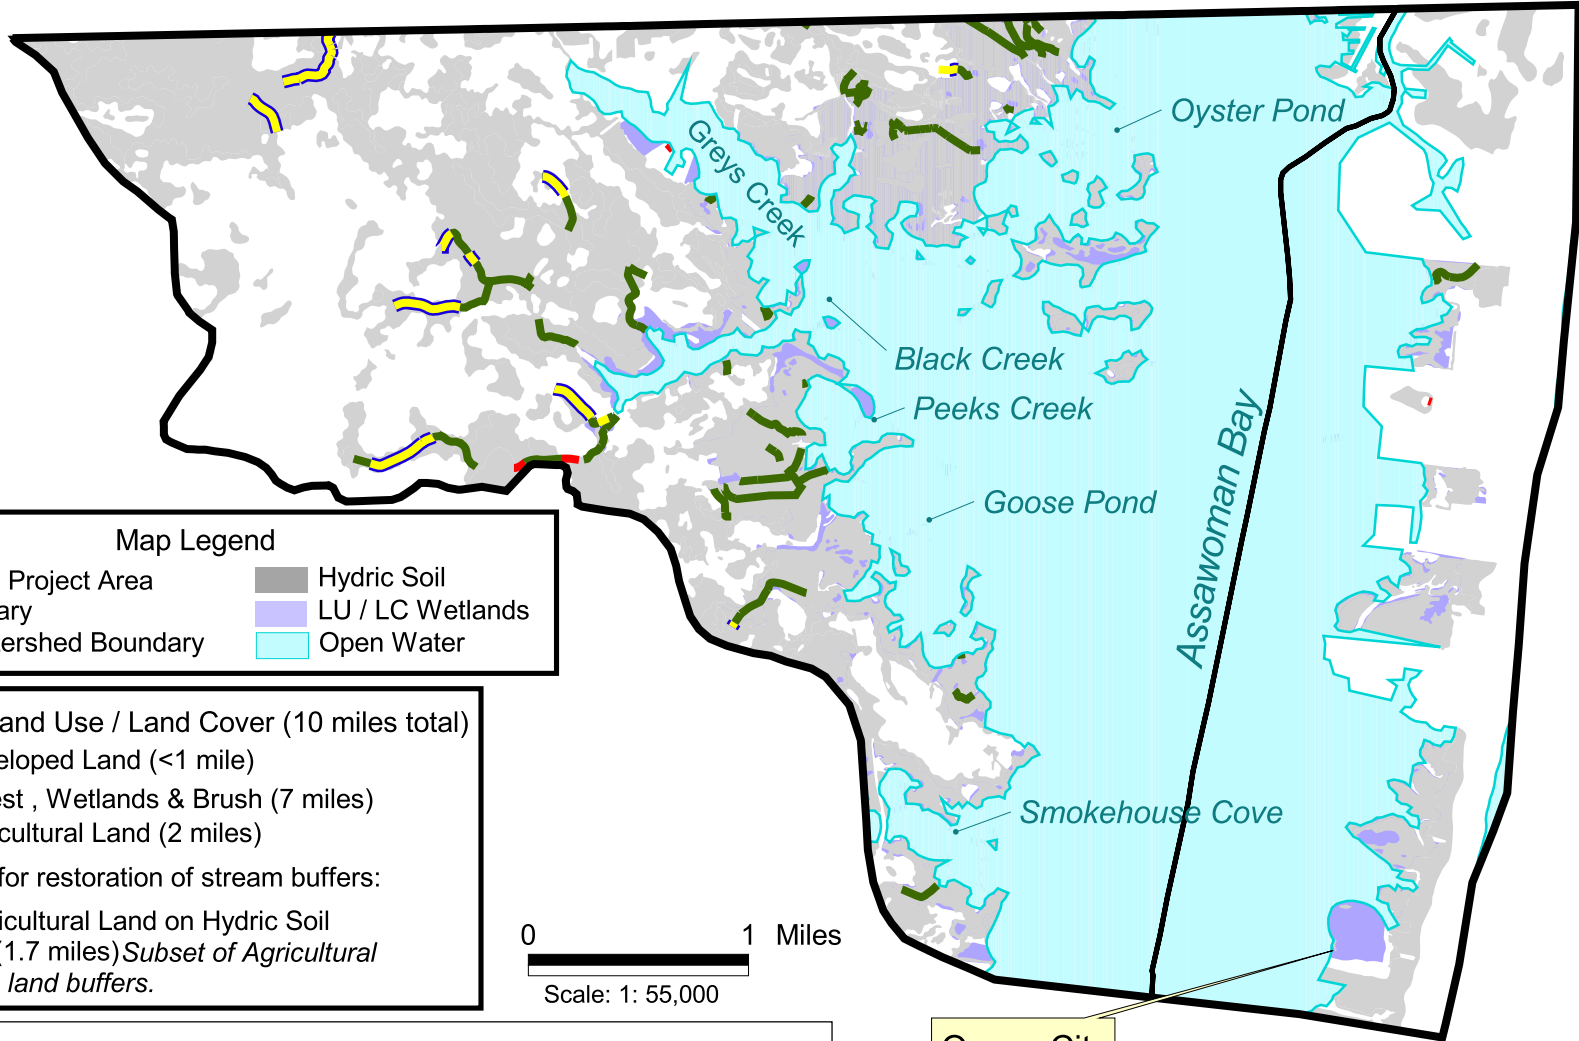 Oyster Pond
Greys Creek
Black Creek
Peeks Creek
Assawoman Bay
Goose Pond
Smokehouse Cove
Map Legend
Project Area
Hydric Soil
ary
LU / LC Wetlands
ershed Boundary
Open Water
and Use / Land Cover (10 miles total)
eloped Land (<1 mile)
est , Wetlands & Brush (7 miles)
cultural Land (2 miles)
for restoration of stream buffers:
icultural Land on Hydric Soil
(1.7 miles) Subset of Agricultural
land buffers.
0 1 Miles
Scale: 1: 55,000